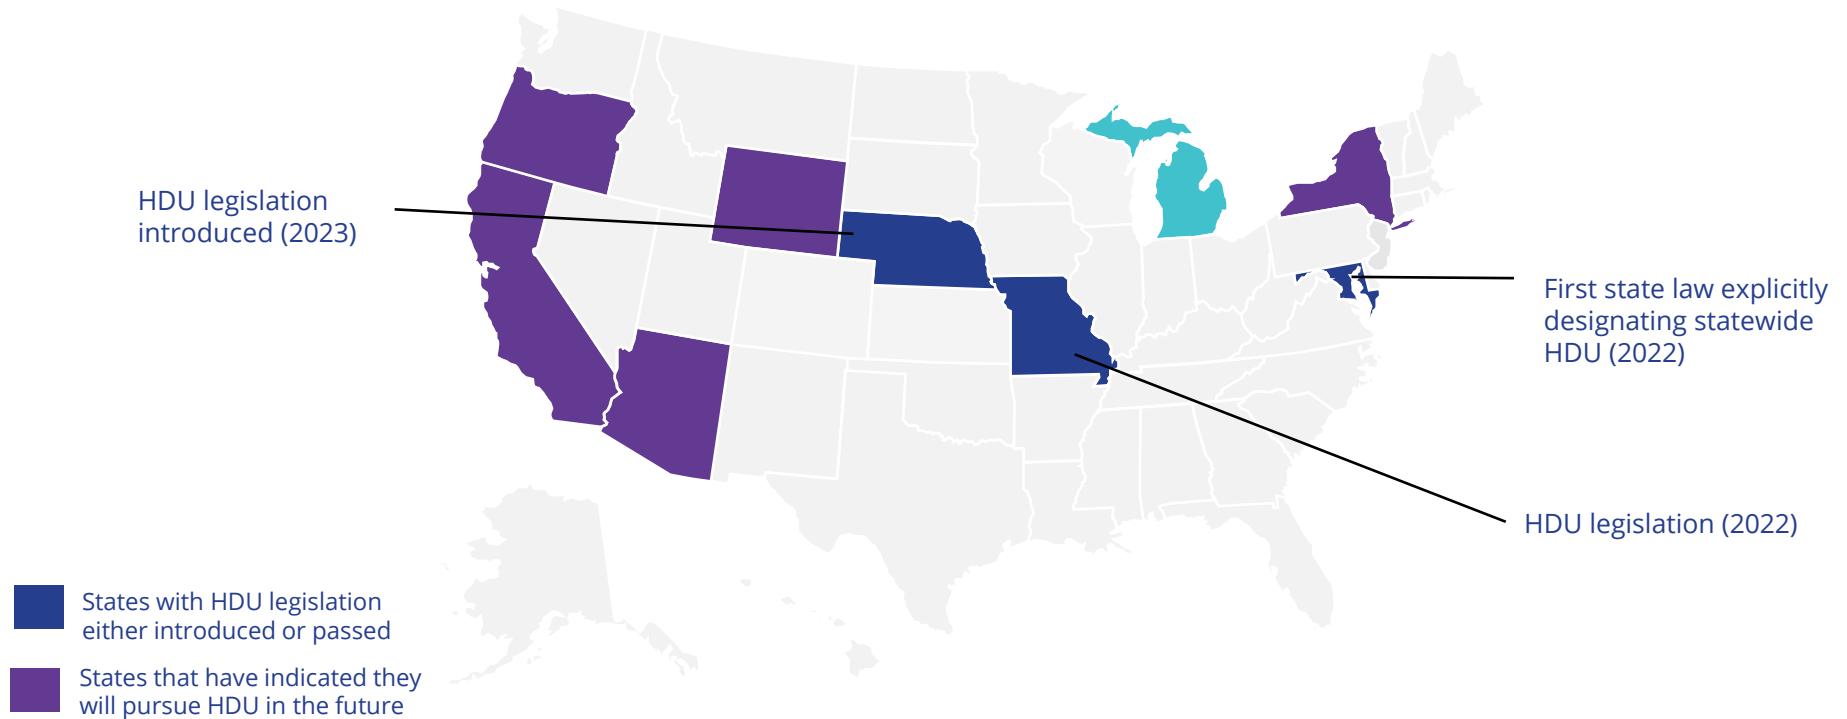 HDU legislation
introduced (2023)
First state law explicitly
designating statewide
HDU (2022)
HDU legislation (2022)
States with HDU legislation
either introduced or passed
States that have indicated they
will pursue HDU in the future